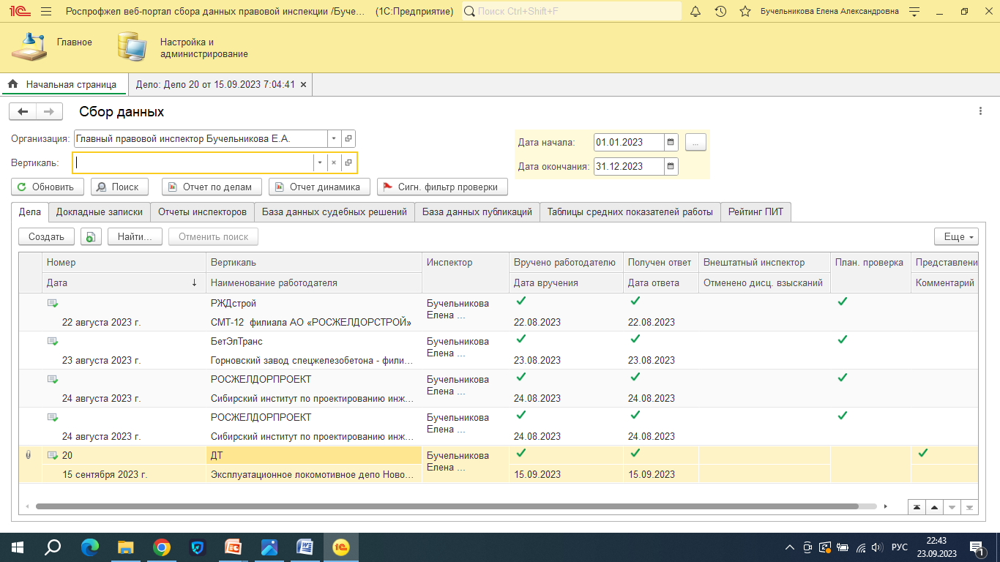 Роспрофжел веб-портал сбора данных правовой инспекции /Буче... (1С:Предприятие) Поиск Ctrl+Shift+F Бучельникова Елена Александровна
Главное
Настройка и
администрирование
Начальная страница Дело: Дело 20 от 15.09.2023 7:04:41 ×
Сбор данных
Организация: Главный правовой инспектор Бучельникова Е.А.
Дата начала: 01.01.2023 ...
Вертикаль:
Дата окончания: 31.12.2023
Обновить Поиск Отчет по делам Отчет динамика Сигн. фильтр проверки
Дела Докладные записки Отчеты инспекторов База данных судебных решений База данных публикаций Таблицы средних показателей работы Рейтинг ПИТ
Создать Найти... Отменить поиск Еще
Номер Вертикаль Инспектор Вручено работодателю Получен ответ Внештатный инспектор План. проверка Представлени
Дата ↓ Наименование работодателя Дата вручения Дата ответа Отменено дисц. взысканий Комментарий
РЖДстрой Бучельникова
Елена ...
22 августа 2023 г. СМТ-12 филиала АО «РОСЖЕЛДОРСТРОЙ» 22.08.2023 22.08.2023
БетЭлТранс Бучельникова
Елена ...
23 августа 2023 г. Горновский завод спецжелезобетона - фили... 23.08.2023 23.08.2023
РОСЖЕЛДОРПРОЕКТ Бучельникова
Елена ...
24 августа 2023 г. Сибирский институт по проектированию инж... 24.08.2023 24.08.2023
РОСЖЕЛДОРПРОЕКТ Бучельникова
Елена ...
24 августа 2023 г. Сибирский институт по проектированию инж... 24.08.2023 24.08.2023
20 ДТ Бучельникова
Елена ...
15 сентября 2023 г. Эксплуатационное локомотивное депо Ново... 15.09.2023 15.09.2023
РУС 22:43
23.09.2023 1